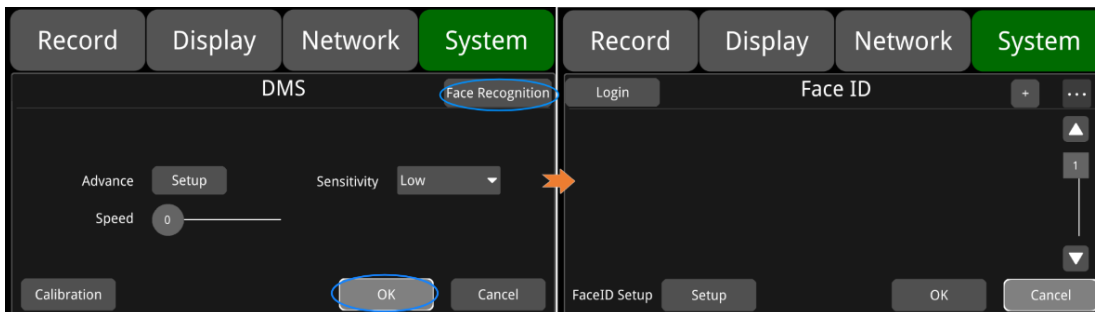 Record Display Network System
DMS
Face Recognition
Advance Setup Sensitivity Low
Speed 0
Calibration OK Cancel
Record Display Network System
Login Face ID + ...
1
FaceID Setup Setup OK Cancel